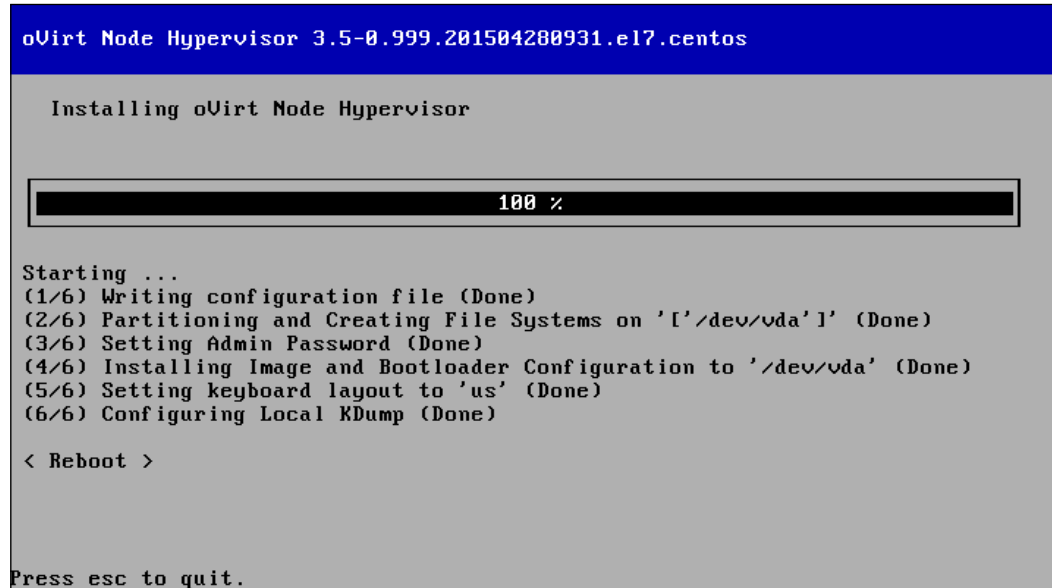 oVirt Node Hypervisor 3.5-0.999.201504280931.el7.centos
Installing oVirt Node Hypervisor
100 %
Starting ...
(1/6) Writing configuration file (Done)
(2/6) Partitioning and Creating File Systems on '['/dev/vda']' (Done)
(3/6) Setting Admin Password (Done)
(4/6) Installing Image and Bootloader Configuration to '/dev/vda' (Done)
(5/6) Setting keyboard layout to 'us' (Done)
(6/6) Configuring Local KDump (Done)
< Reboot >
Press esc to quit.